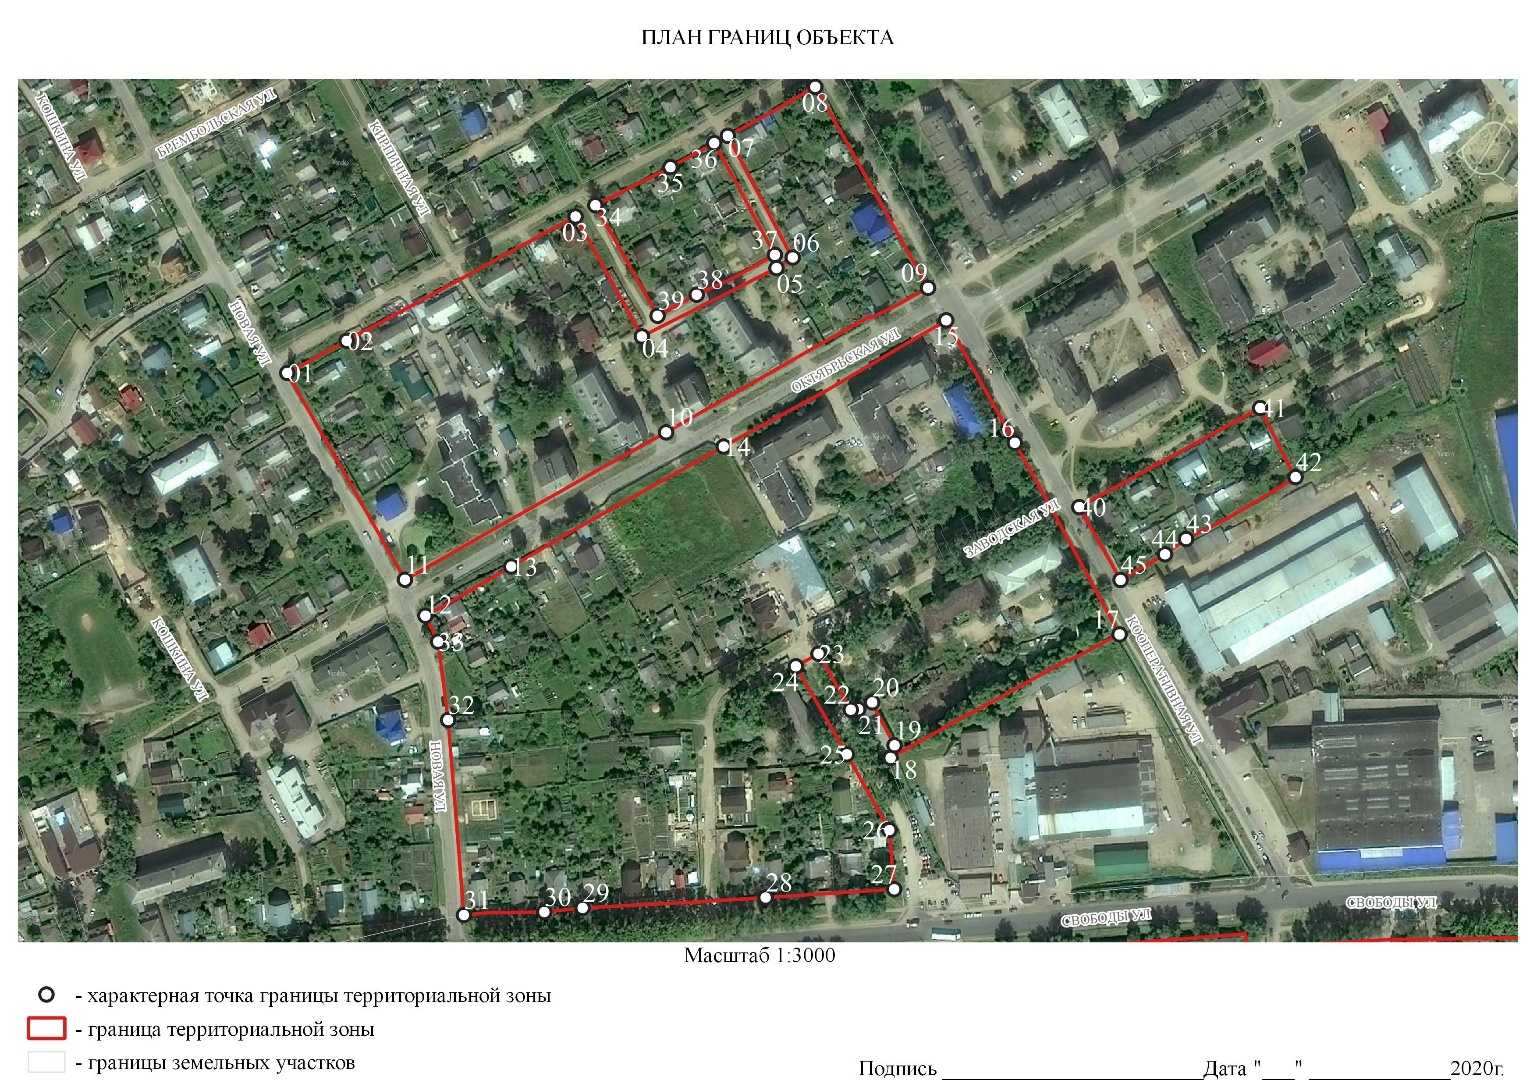 ПЛАН ГРАНИЦ ОБЪЕКТА
КОШКИНА УЛ
БРЕМБОЛЬСКАЯ УЛ
КИРПИЧНАЯ УЛ
08
07
36
35
34
03
37
06
05
38
39
04
09
НОВАЯ УЛ
02
01
15
ОКТЯБРЬСКАЯ УЛ
10
14
16
41
42
40
ЗАВОДСКАЯ УЛ
43
44
45
11
13
12
33
17
КОШКИНА УЛ
КООПЕРАТИВНАЯ УЛ
23
24
22
20
21
32
19
18
25
НОВАЯ УЛ
26
27
28
29
30
31
СВОБОДЫ УЛ
СВОБОДЫ УЛ
Масштаб 1:3000
- характерная точка границы территориальной зоны
- граница территориальной зоны
- границы земельных участков
Подпись ________________________ Дата "___" _____________ 2020г.